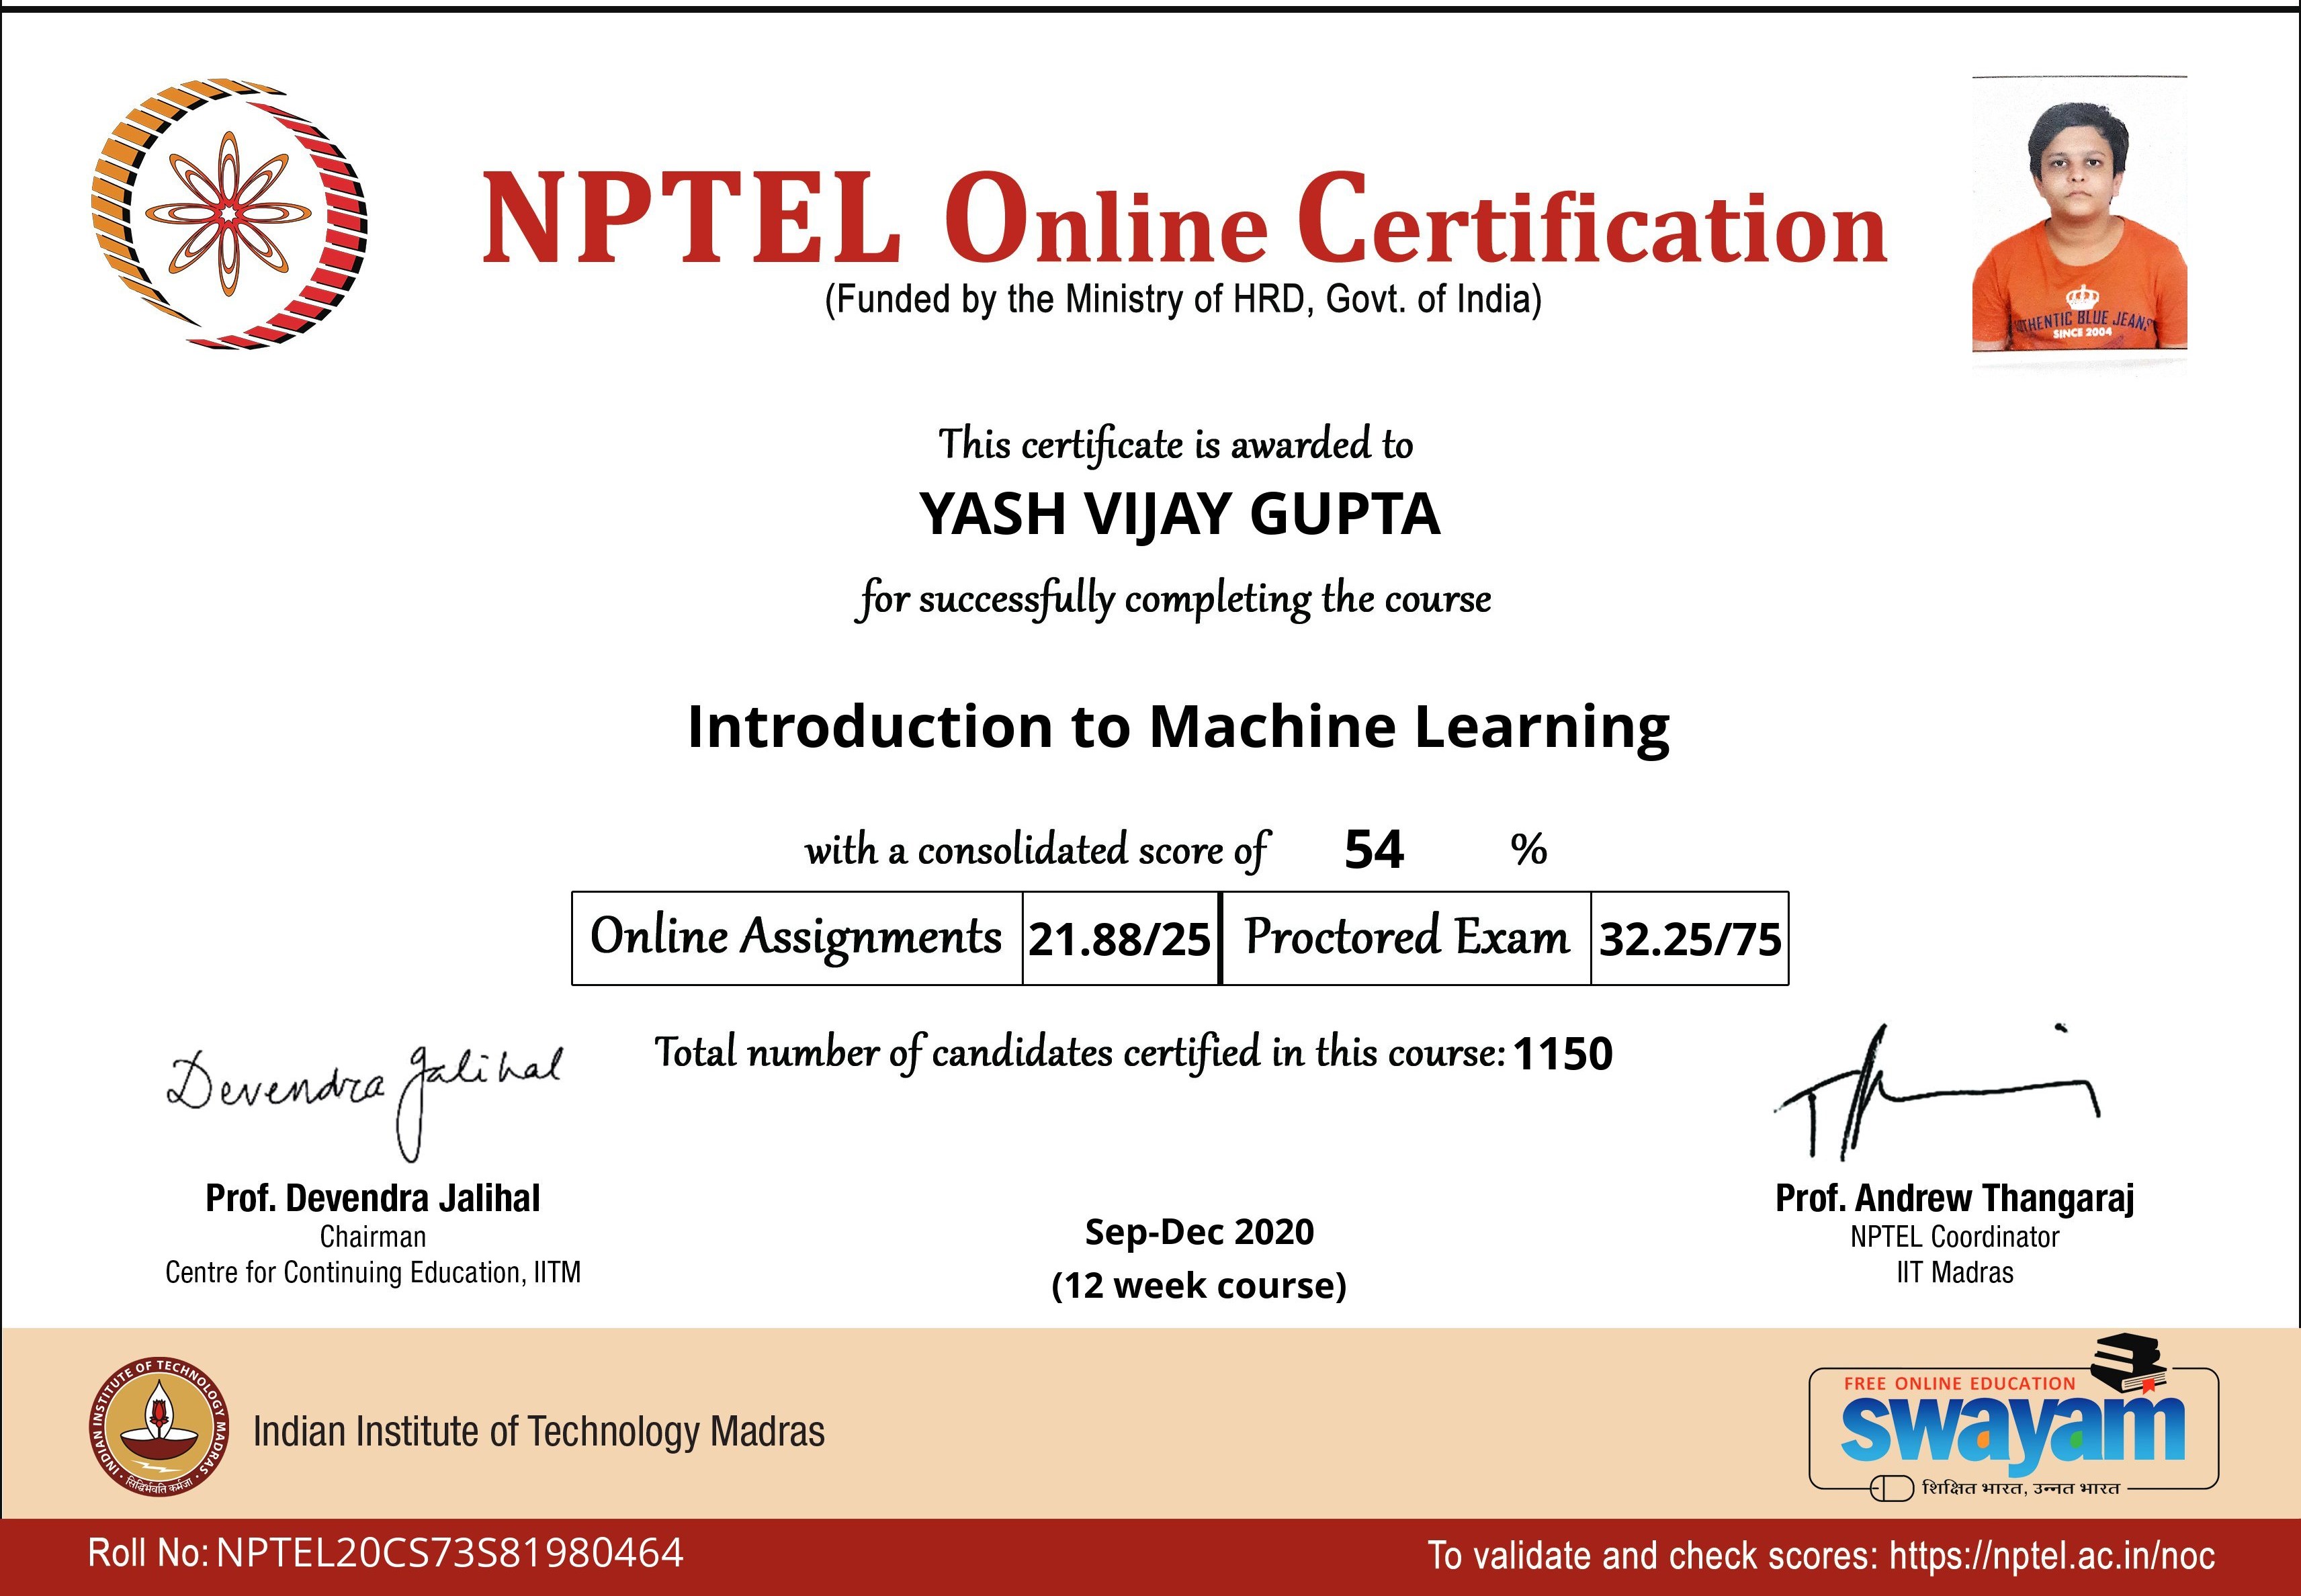 NPTEL Online Certification
(Funded by the Ministry of HRD, Govt. of India)
THENTIC BLUE JEANS
SINCE 2004
This certificate is awarded to
YASH VIJAY GUPTA
for successfully completing the course
Introduction to Machine Learning
with a consolidated score of 54 %
Online Assignments 21.88/25 Proctored Exam 32.25/75
Total number of candidates certified in this course: 1150
Devendra Jalihal
Prof. Devendra Jalihal
Chairman
Centre for Continuing Education, IITM
Sep-Dec 2020
(12 week course)
Prof. Andrew Thangaraj
NPTEL Coordinator
IIT Madras
INDIAN INSTITUTE OF TECHNOLOGY MADRAS
सिद्धिर्भवति कर्मजा
Indian Institute of Technology Madras
FREE ONLINE EDUCATION
swayam
शिक्षित भारत, उन्नत भारत
Roll No: NPTEL20CS73S81980464
To validate and check scores: https://nptel.ac.in/noc